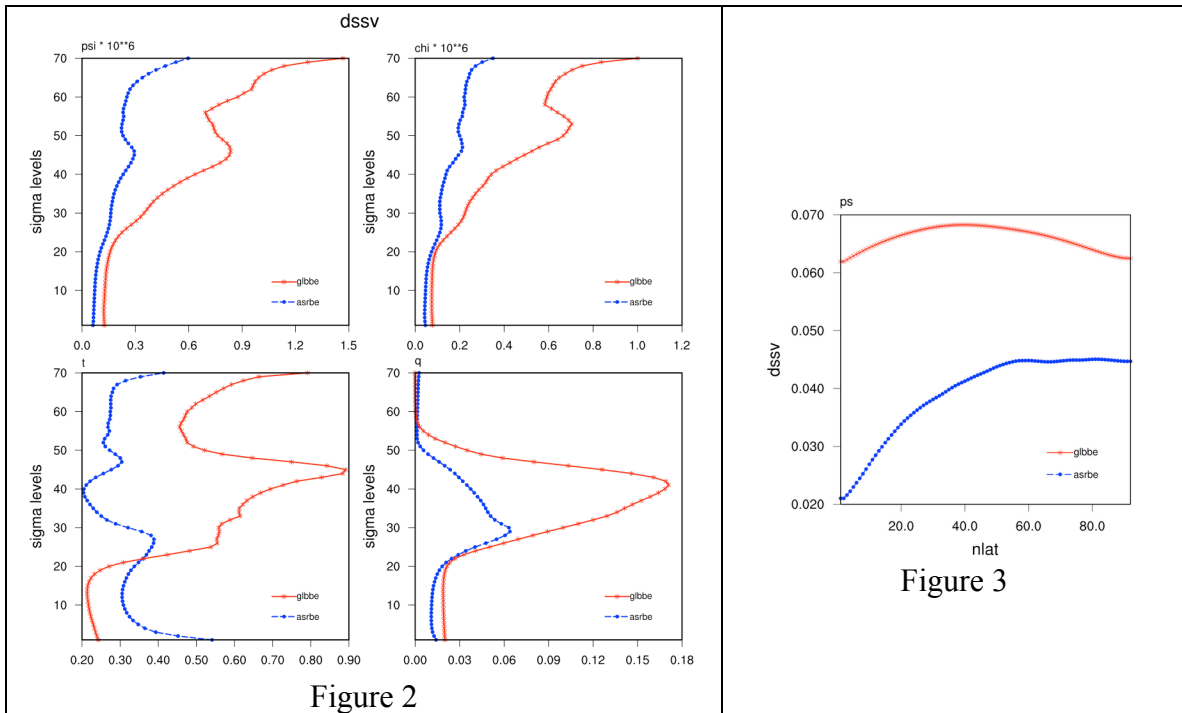 dssv
psi * 10**6
70
60
50
40
30
20
10
sigma levels
glbbe
asrbe
0.0 0.3 0.6 0.9 1.2 1.5
chi * 10**6
70
60
50
40
30
20
10
sigma levels
glbbe
asrbe
0.0 0.2 0.4 0.6 0.8 1.0 1.2
t
70
60
50
40
30
20
10
sigma levels
glbbe
asrbe
0.20 0.30 0.40 0.50 0.60 0.70 0.80 0.90
q
70
60
50
40
30
20
10
sigma levels
glbbe
asrbe
0.00 0.03 0.06 0.09 0.12 0.15 0.18
Figure 2
ps
0.070
0.060
0.050
0.040
0.030
0.020
dssv
glbbe
asrbe
20.0 40.0 60.0 80.0
nlat
Figure 3